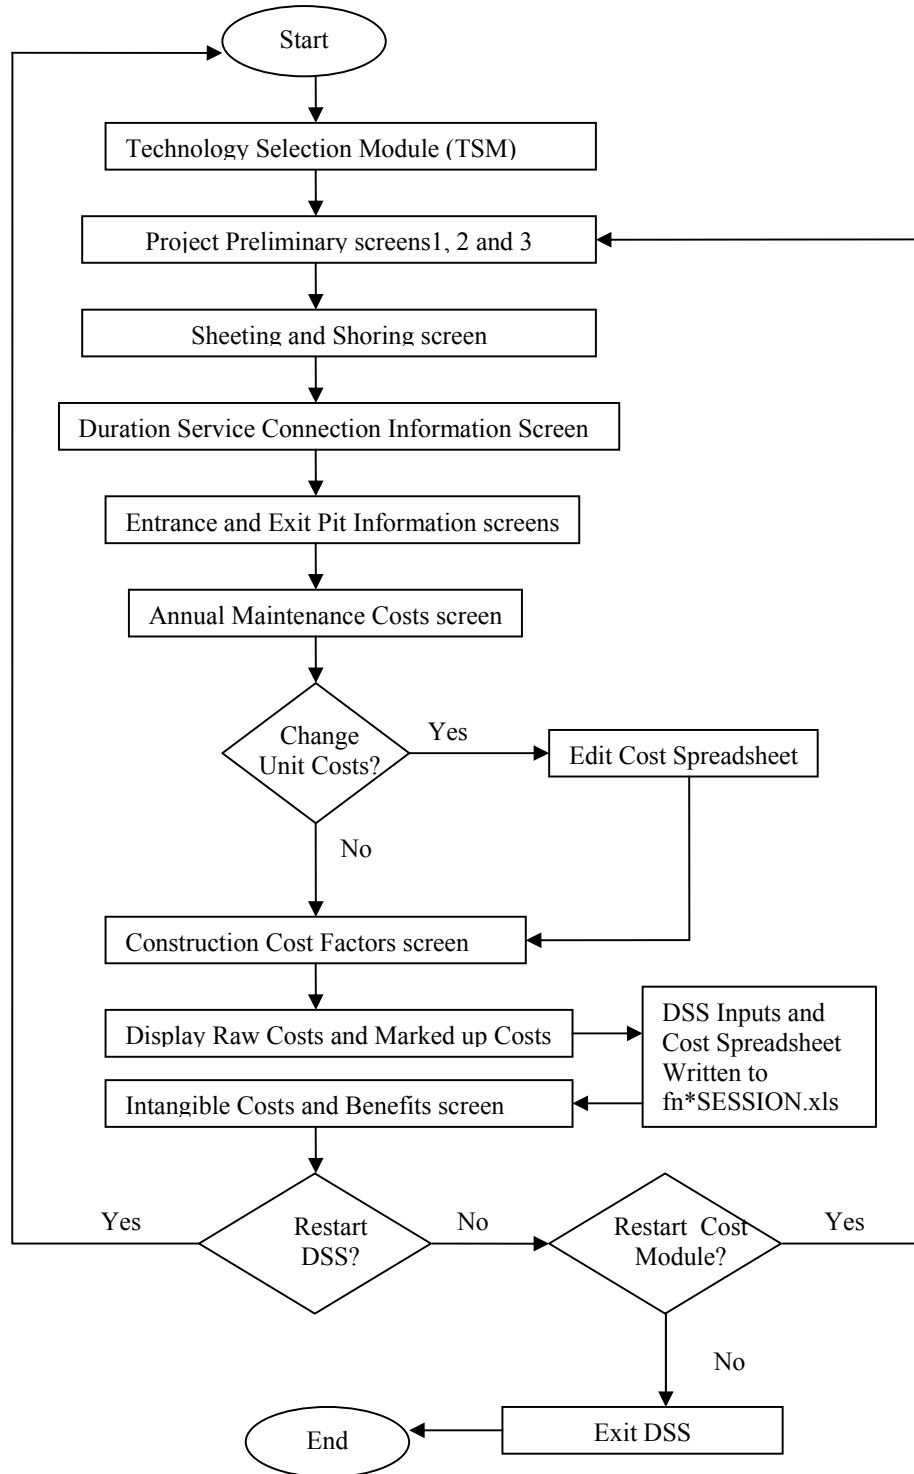 Start
Technology Selection Module (TSM)
Project Preliminary screens1, 2 and 3
Sheeting and Shoring screen
Duration Service Connection Information Screen
Entrance and Exit Pit Information screens
Annual Maintenance Costs screen
Change
Unit Costs?
Yes
Edit Cost Spreadsheet
No
Construction Cost Factors screen
Display Raw Costs and Marked up Costs
DSS Inputs and
Cost Spreadsheet
Written to
fn*SESSION.xls
Intangible Costs and Benefits screen
Yes
Restart
DSS?
No
Restart Cost
Module?
Yes
No
Exit DSS
End